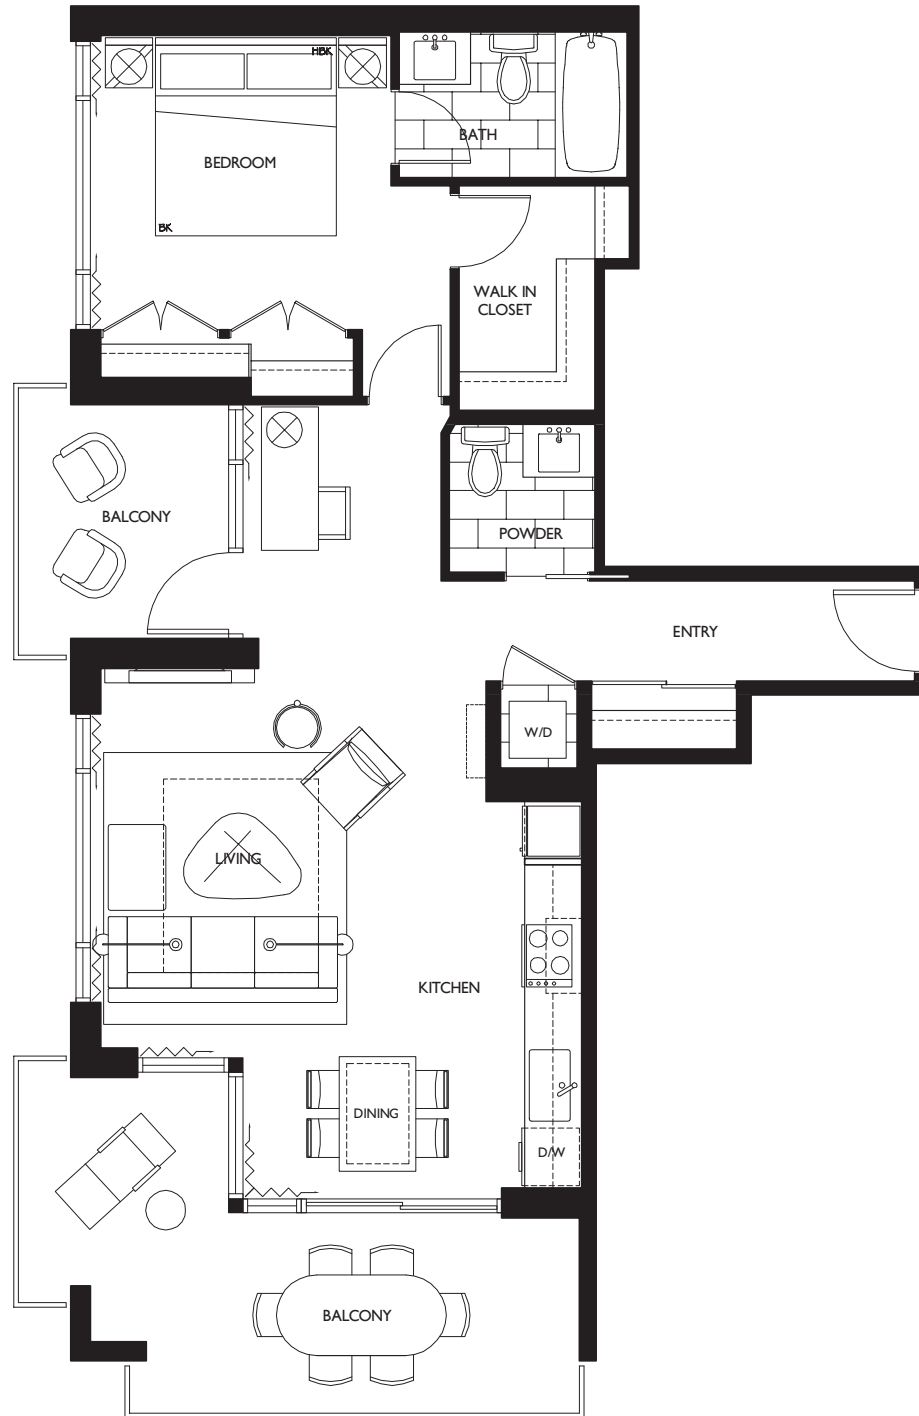 HBK
BATH
BEDROOM
BK
WALK IN
CLOSET
BALCONY
POWDER
ENTRY
W/D
LIVING
KITCHEN
DINING
D/W
BALCONY